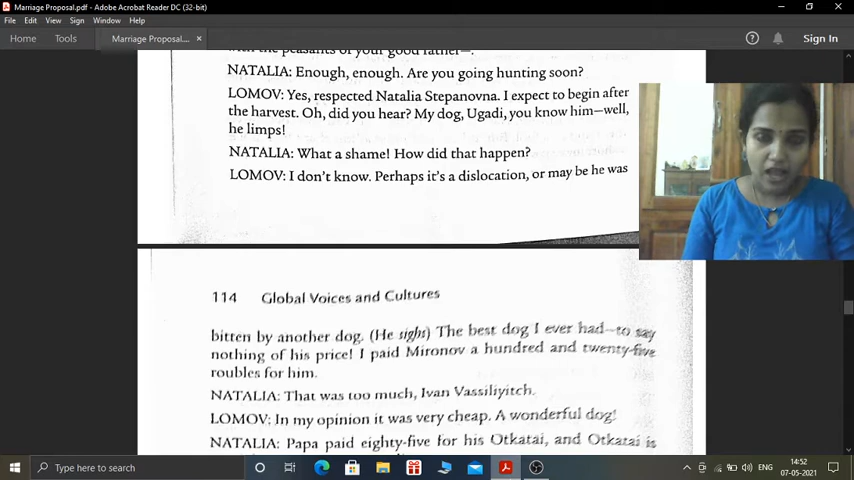 Marriage Proposal.pdf - Adobe Acrobat Reader DC (32-bit)
File Edit View Sign Window Help
Home Tools Marriage Proposal....
Sign In
with the peasants of your good father—.
NATALIA: Enough, enough. Are you going hunting soon?
LOMOV: Yes, respected Natalia Stepanovna. I expect to begin after
the harvest. Oh, did you hear? My dog, Ugadi, you know him—well,
he limps!
NATALIA: What a shame! How did that happen?
LOMOV: I don't know. Perhaps it's a dislocation, or may be he was
114 Global Voices and Cultures
bitten by another dog. (He sighs) The best dog I ever had—to say
nothing of his price! I paid Mironov a hundred and twenty-five
roubles for him.
NATALIA: That was too much, Ivan Vassiliyitch.
LOMOV: In my opinion it was very cheap. A wonderful dog!
NATALIA: Papa paid eighty-five for his Otkatai, and Otkatai is
Type here to search
ENG
14:52
07-05-2021